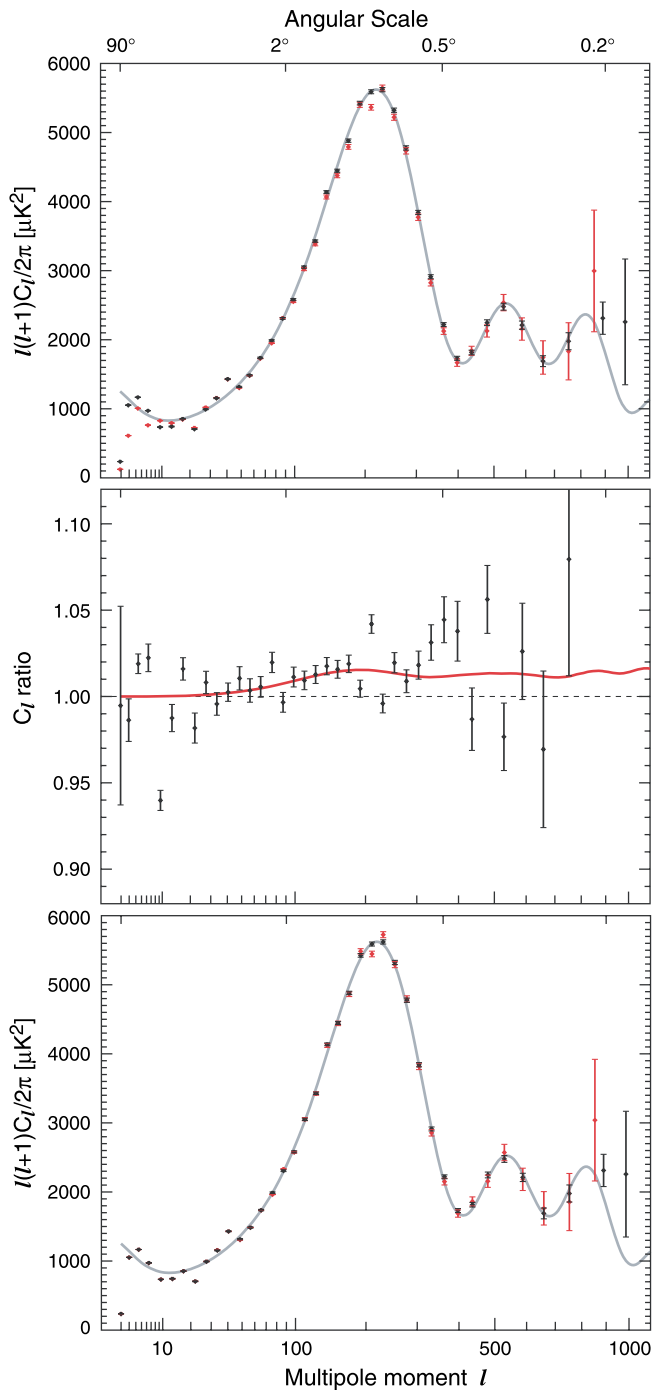 Angular Scale
90° 2° 0.5° 0.2°
6000
5000
4000
3000
2000
1000
0
l(l+1)Cl/2π [μK²]
1.10
1.05
1.00
0.95
0.90
Cl ratio
6000
5000
4000
3000
2000
1000
0
l(l+1)Cl/2π [μK²]
10 100 500 1000
Multipole moment l